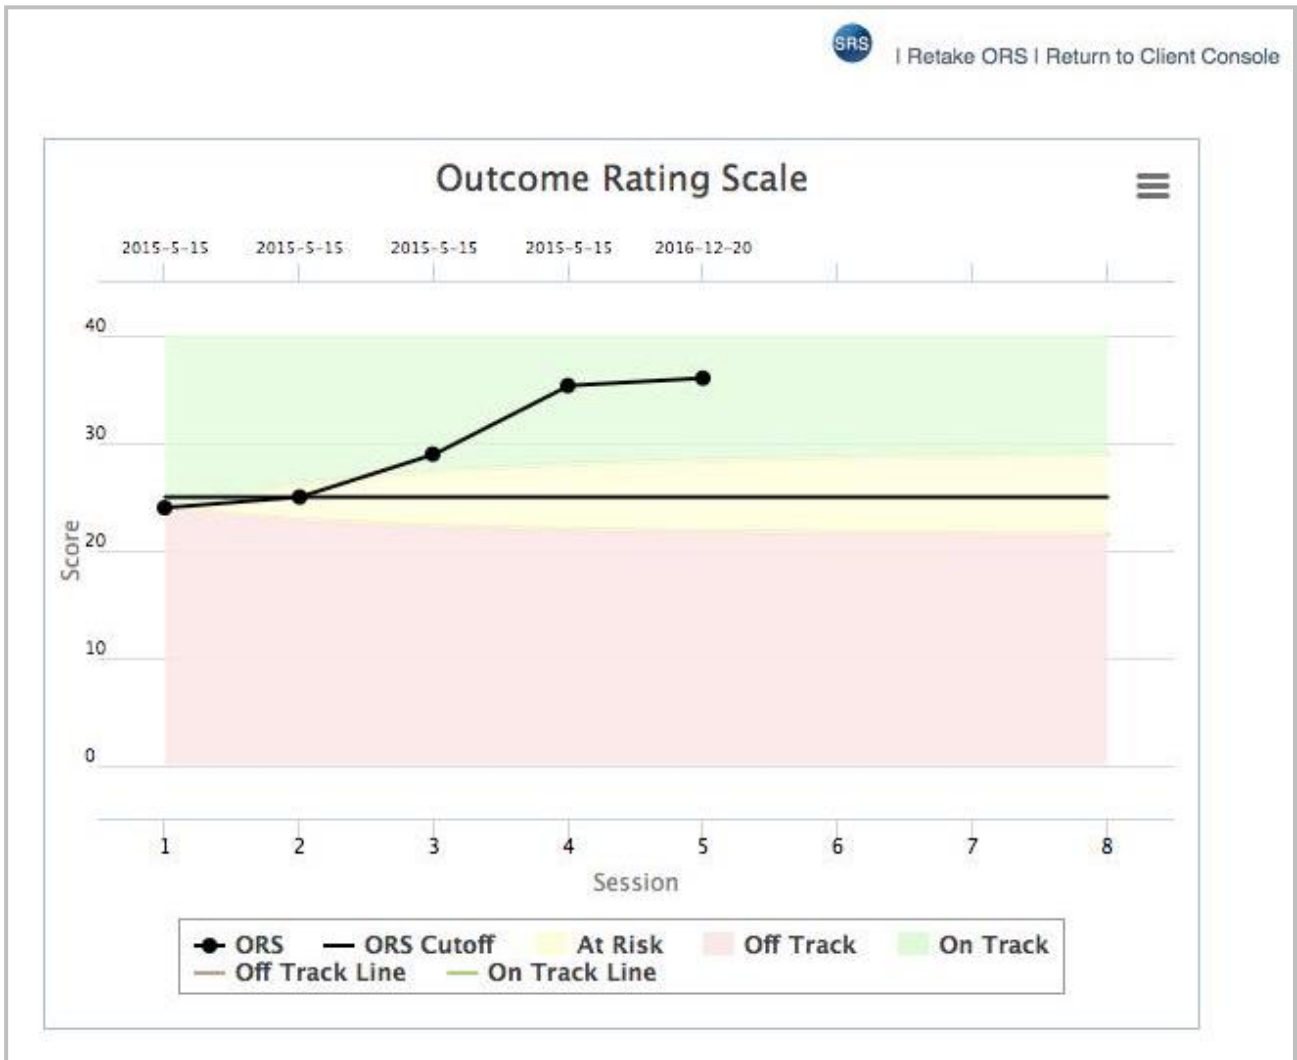 SRS
| Retake ORS | Return to Client Console
Outcome Rating Scale
2015-5-15 2015-5-15 2015-5-15 2015-5-15 2016-12-20
40
30
20
10
0
Score
1 2 3 4 5 6 7 8
Session
ORS ORS Cutoff At Risk Off Track On Track
Off Track Line On Track Line